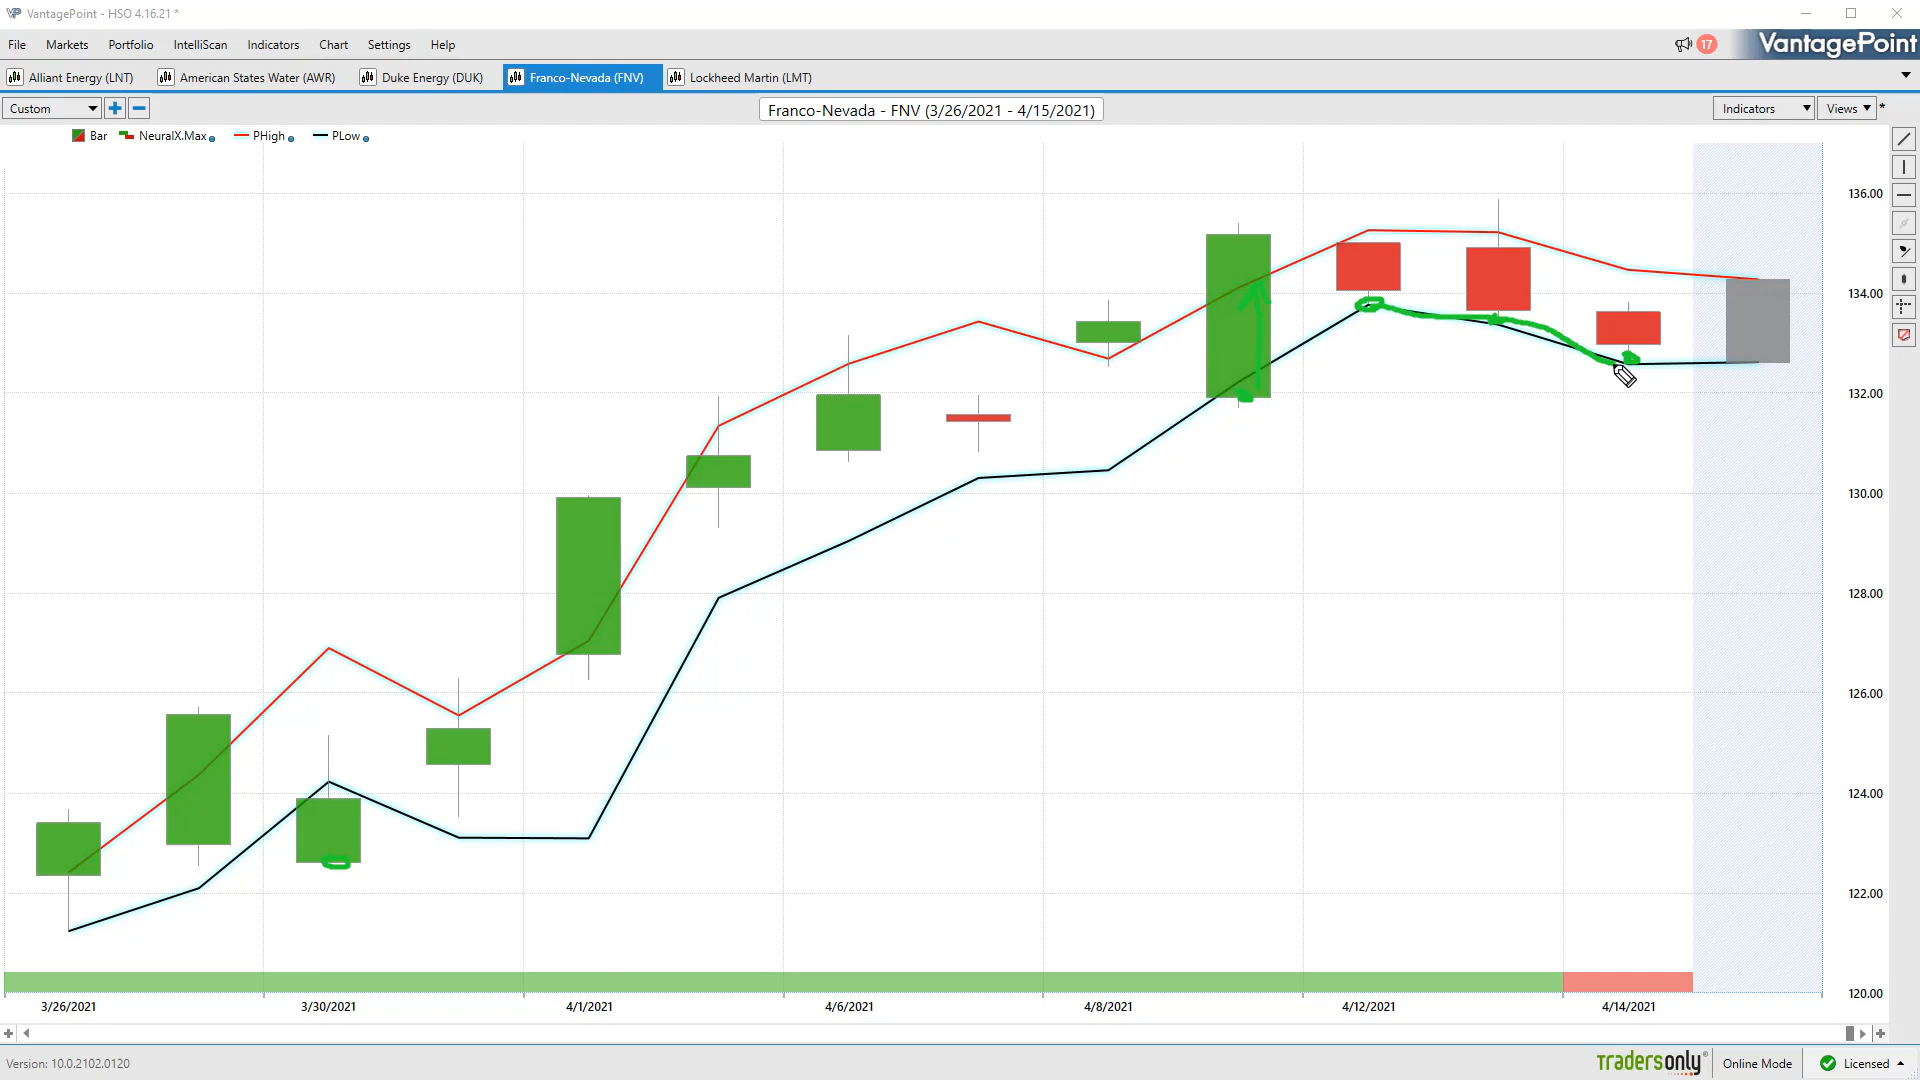 VP VantagePoint - HSO 4.16.21 *
File Markets Portfolio IntelliScan Indicators Chart Settings Help 17 VantagePoint
Alliant Energy (LNT) American States Water (AWR) Duke Energy (DUK) Franco-Nevada (FNV) Lockheed Martin (LMT)
Custom Franco-Nevada - FNV (3/26/2021 - 4/15/2021) Indicators Views *
Bar NeuralX.Max PHigh PLow
136.00
134.00
132.00
130.00
128.00
126.00
124.00
122.00
120.00
3/26/2021 3/30/2021 4/1/2021 4/6/2021 4/8/2021 4/12/2021 4/14/2021
Version: 10.0.2102.0120 tradersonly Online Mode Licensed